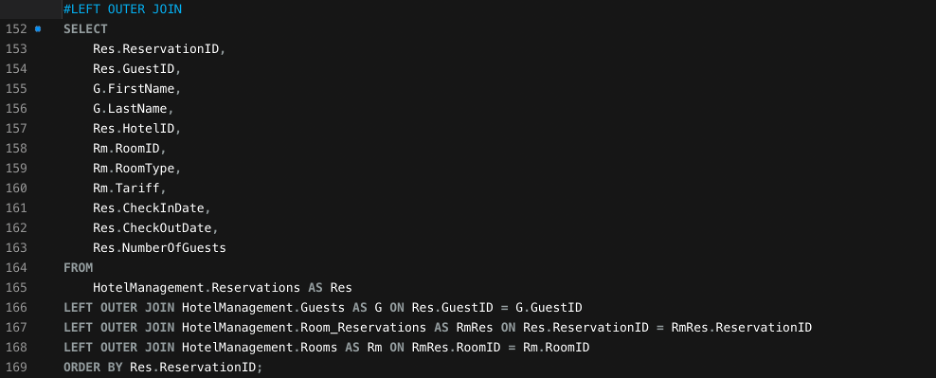 #LEFT OUTER JOIN
152 SELECT
153 Res.ReservationID,
154 Res.GuestID,
155 G.FirstName,
156 G.LastName,
157 Res.HotelID,
158 Rm.RoomID,
159 Rm.RoomType,
160 Rm.Tariff,
161 Res.CheckInDate,
162 Res.CheckOutDate,
163 Res.NumberOfGuests
164 FROM
165 HotelManagement.Reservations AS Res
166 LEFT OUTER JOIN HotelManagement.Guests AS G ON Res.GuestID = G.GuestID
167 LEFT OUTER JOIN HotelManagement.Room_Reservations AS RmRes ON Res.ReservationID = RmRes.ReservationID
168 LEFT OUTER JOIN HotelManagement.Rooms AS Rm ON RmRes.RoomID = Rm.RoomID
169 ORDER BY Res.ReservationID;